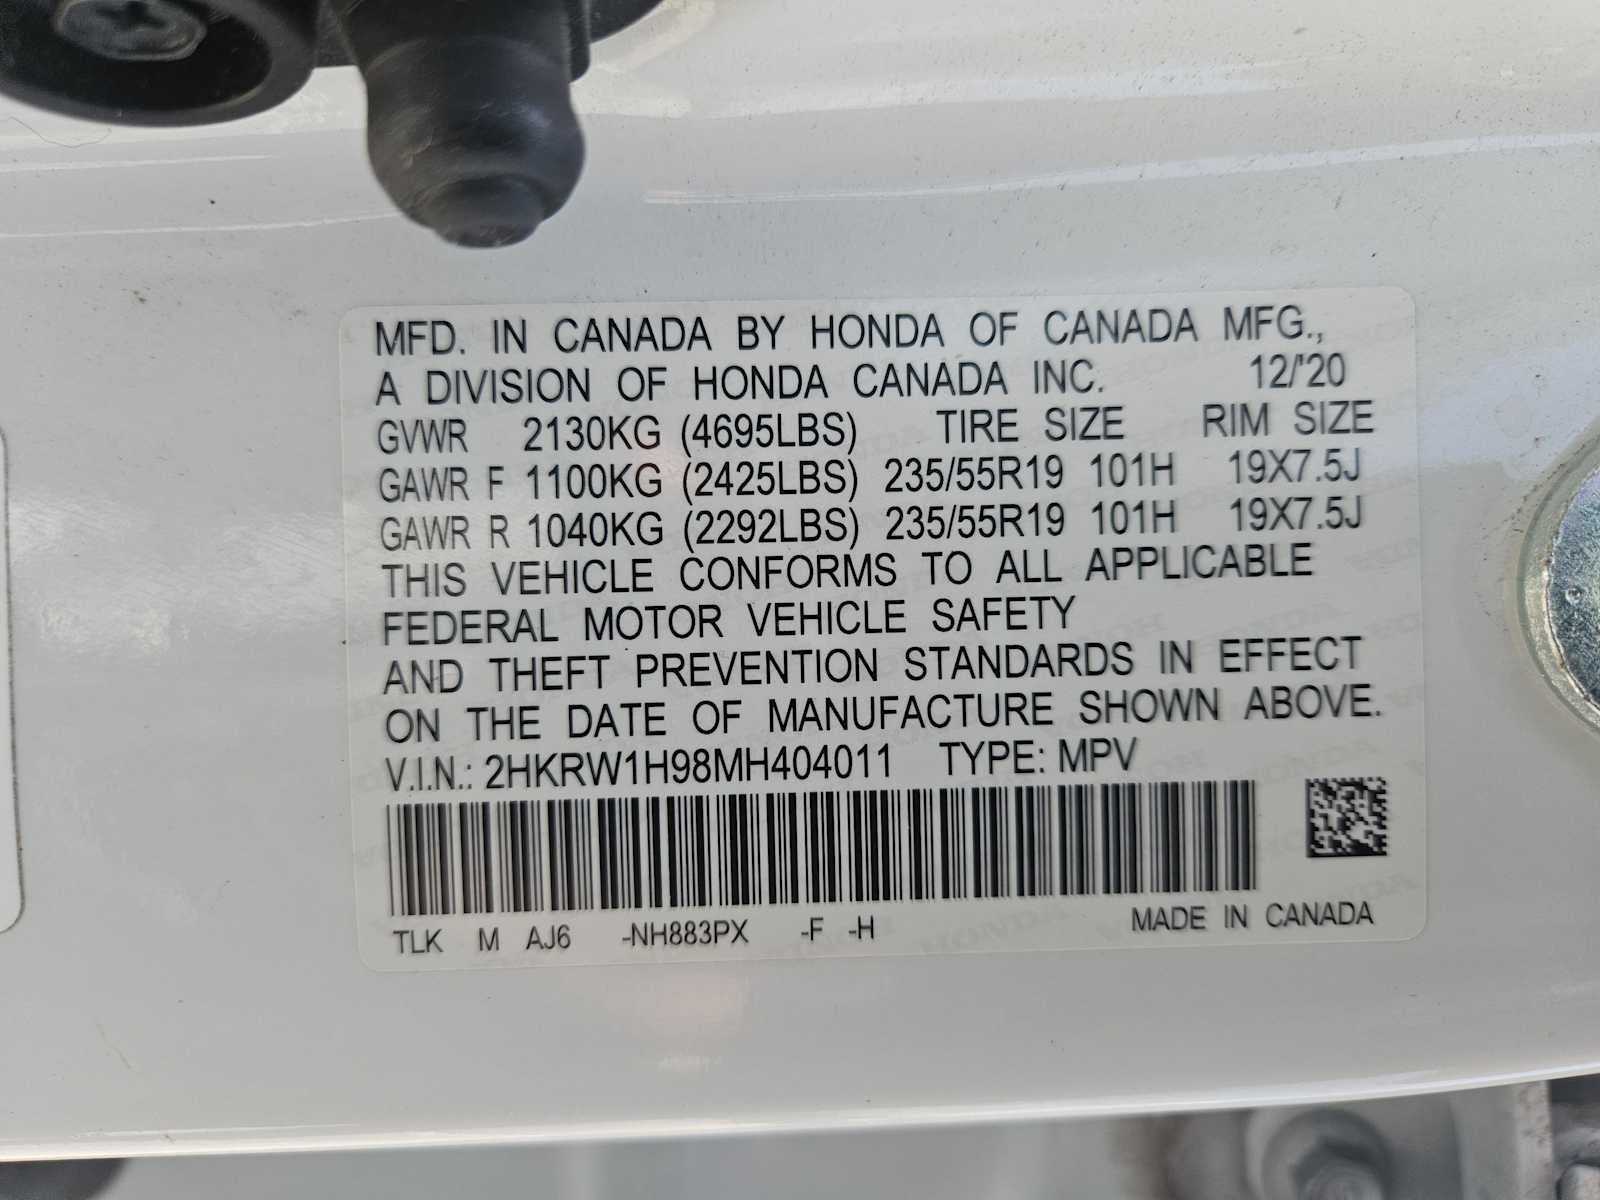 MFD. IN CANADA BY HONDA OF CANADA MFG.,
A DIVISION OF HONDA CANADA INC. 12/'20
GVWR 2130KG (4695LBS) TIRE SIZE RIM SIZE
GAWR F 1100KG (2425LBS) 235/55R19 101H 19X7.5J
GAWR R 1040KG (2292LBS) 235/55R19 101H 19X7.5J
THIS VEHICLE CONFORMS TO ALL APPLICABLE
FEDERAL MOTOR VEHICLE SAFETY
AND THEFT PREVENTION STANDARDS IN EFFECT
ON THE DATE OF MANUFACTURE SHOWN ABOVE.
V.I.N.: 2HKRW1H98MH404011 TYPE: MPV
TLK M AJ6 -NH883PX -F -H MADE IN CANADA